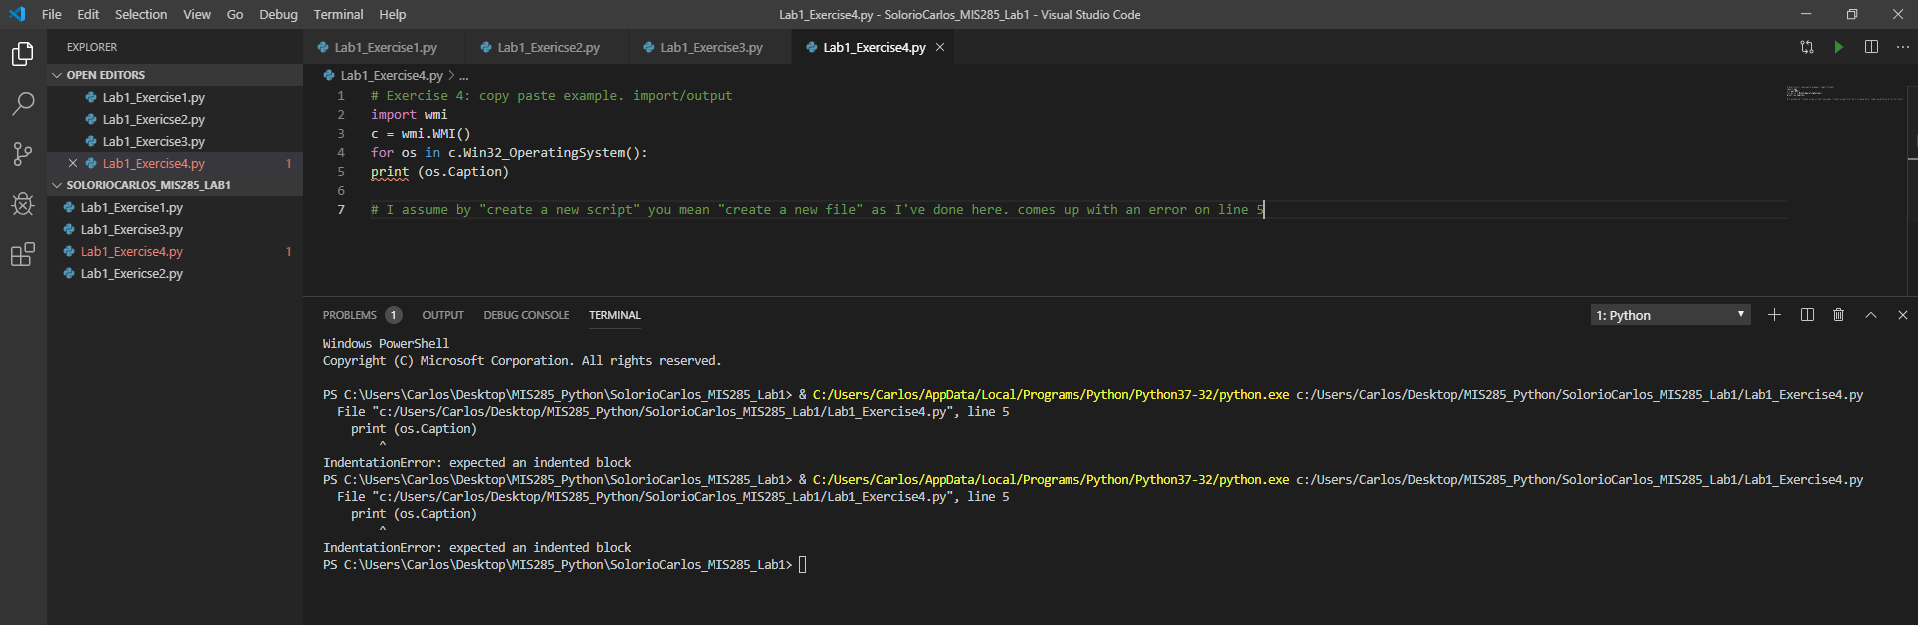 File Edit Selection View Go Debug Terminal Help
Lab1_Exercise4.py - SolorioCarlos_MIS285_Lab1 - Visual Studio Code
EXPLORER
OPEN EDITORS
Lab1_Exercise1.py
Lab1_Exericse2.py
Lab1_Exercise3.py
Lab1_Exercise4.py 1
SOLORIOCARLOS_MIS285_LAB1
Lab1_Exercise1.py
Lab1_Exercise3.py
Lab1_Exercise4.py 1
Lab1_Exericse2.py
Lab1_Exercise1.py Lab1_Exericse2.py Lab1_Exercise3.py Lab1_Exercise4.py
Lab1_Exercise4.py > ...
1 # Exercise 4: copy paste example. import/output
2 import wmi
3 c = wmi.WMI()
4 for os in c.Win32_OperatingSystem():
5 print (os.Caption)
6
7 # I assume by "create a new script" you mean "create a new file" as I've done here. comes up with an error on line 5
PROBLEMS 1 OUTPUT DEBUG CONSOLE TERMINAL
1: Python
Windows PowerShell
Copyright (C) Microsoft Corporation. All rights reserved.
PS C:\Users\Carlos\Desktop\MIS285_Python\SolorioCarlos_MIS285_Lab1> & C:/Users/Carlos/AppData/Local/Programs/Python/Python37-32/python.exe c:/Users/Carlos/Desktop/MIS285_Python/SolorioCarlos_MIS285_Lab1/Lab1_Exercise4.py
File "c:/Users/Carlos/Desktop/MIS285_Python/SolorioCarlos_MIS285_Lab1/Lab1_Exercise4.py", line 5
print (os.Caption)
^
IndentationError: expected an indented block
PS C:\Users\Carlos\Desktop\MIS285_Python\SolorioCarlos_MIS285_Lab1> & C:/Users/Carlos/AppData/Local/Programs/Python/Python37-32/python.exe c:/Users/Carlos/Desktop/MIS285_Python/SolorioCarlos_MIS285_Lab1/Lab1_Exercise4.py
File "c:/Users/Carlos/Desktop/MIS285_Python/SolorioCarlos_MIS285_Lab1/Lab1_Exercise4.py", line 5
print (os.Caption)
^
IndentationError: expected an indented block
PS C:\Users\Carlos\Desktop\MIS285_Python\SolorioCarlos_MIS285_Lab1>